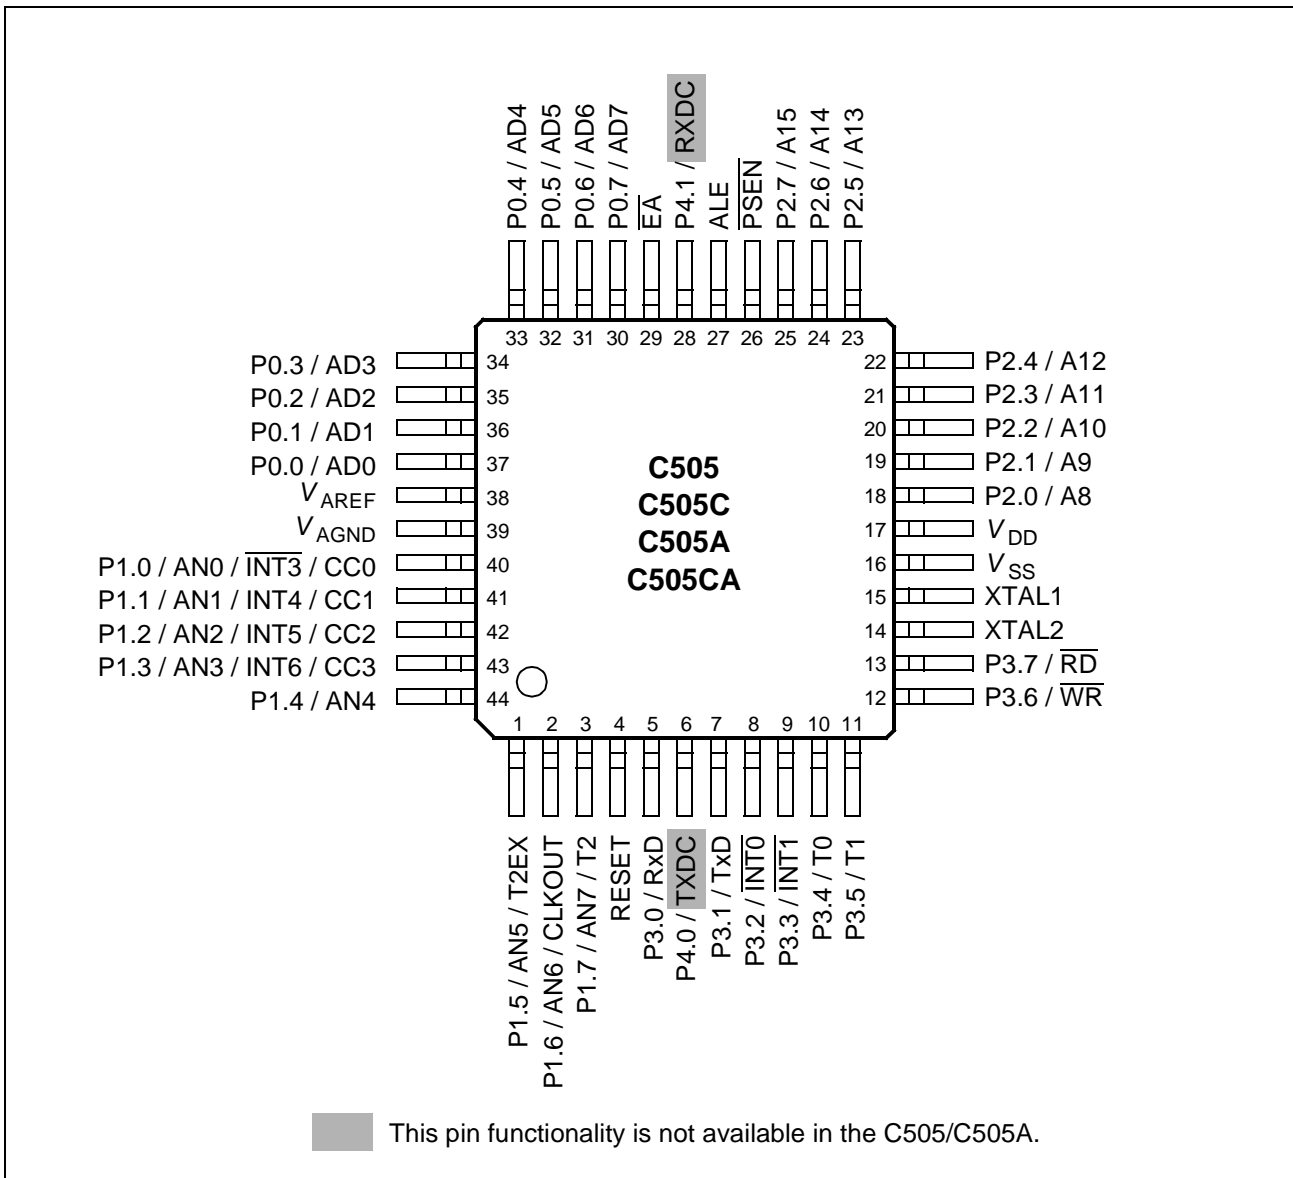 P0.4 / AD4
P0.5 / AD5
P0.6 / AD6
P0.7 / AD7
E̅A̅
P4.1 / RXDC
ALE
P̅S̅E̅N̅
P2.7 / A15
P2.6 / A14
P2.5 / A13
33 32 31 30 29 28 27 26 25 24 23
P0.3 / AD3 34
P0.2 / AD2 35
P0.1 / AD1 36
P0.0 / AD0 37
VAREF 38
VAGND 39
P1.0 / AN0 / I̅N̅T̅3̅ / CC0 40
P1.1 / AN1 / INT4 / CC1 41
P1.2 / AN2 / INT5 / CC2 42
P1.3 / AN3 / INT6 / CC3 43
P1.4 / AN4 44
C505
C505C
C505A
C505CA
22 P2.4 / A12
21 P2.3 / A11
20 P2.2 / A10
19 P2.1 / A9
18 P2.0 / A8
17 VDD
16 VSS
15 XTAL1
14 XTAL2
13 P3.7 / R̅D̅
12 P3.6 / W̅R̅
1 2 3 4 5 6 7 8 9 10 11
P1.5 / AN5 / T2EX
P1.6 / AN6 / CLKOUT
P1.7 / AN7 / T2
RESET
P3.0 / RxD
P4.0 / TXDC
P3.1 / TxD
P3.2 / I̅N̅T̅0̅
P3.3 / I̅N̅T̅1̅
P3.4 / T0
P3.5 / T1
This pin functionality is not available in the C505/C505A.